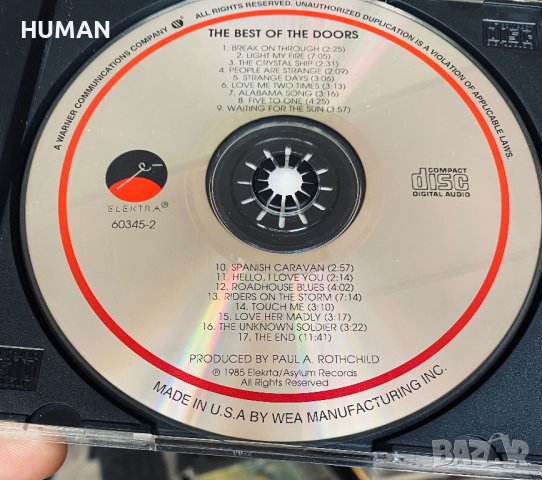 HUMAN
A WARNER COMMUNICATIONS COMPANY
ALL RIGHTS RESERVED. UNAUTHORIZED DUPLICATION IS A VIOLATION OF APPLICABLE LAWS.
THE BEST OF THE DOORS
1. BREAK ON THROUGH (2:25)
2. LIGHT MY FIRE (7:05)
3. THE CRYSTAL SHIP (2:31)
4. PEOPLE ARE STRANGE (2:09)
5. STRANGE DAYS (3:06)
6. LOVE ME TWO TIMES (3:13)
7. ALABAMA SONG (3:16)
8. FIVE TO ONE (4:25)
9. WAITING FOR THE SUN (3:57)
ELEKTRA®
60345-2
COMPACT
disc
DIGITAL AUDIO
10. SPANISH CARAVAN (2:57)
11. HELLO, I LOVE YOU (2:14)
12. ROADHOUSE BLUES (4:02)
13. RIDERS ON THE STORM (7:14)
14. TOUCH ME (3:10)
15. LOVE HER MADLY (3:17)
16. THE UNKNOWN SOLDIER (3:22)
17. THE END (11:41)
PRODUCED BY PAUL A. ROTHCHILD
℗ 1985 Elekrta/Asylum Records
All Rights Reserved
MADE IN U.S.A BY WEA MANUFACTURING INC.
BAZAR